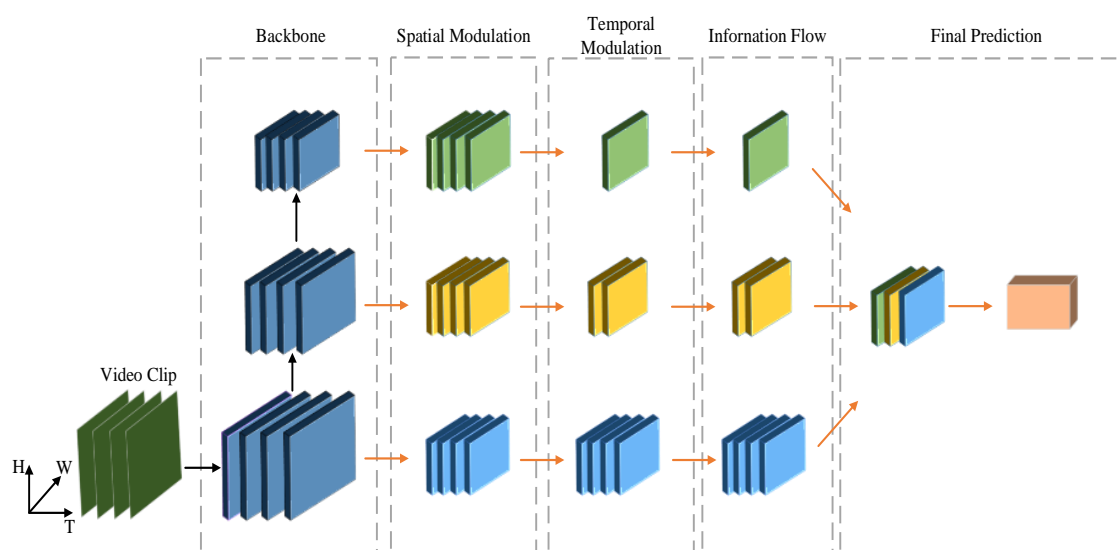 Backbone
Spatial Modulation
Temporal
Modulation
Infornation Flow
Final Prediction
Video Clip
H
W
T